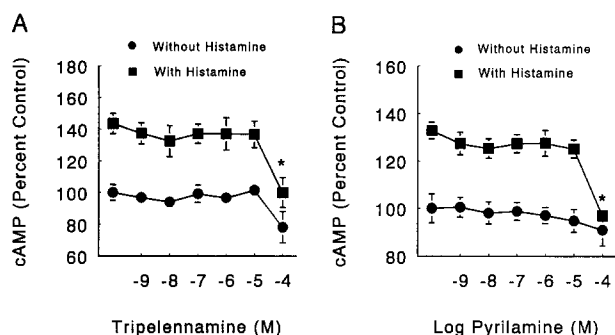 A
Without Histamine
With Histamine
cAMP (Percent Control)
180
160
140
120
100
80
60
-9 -8 -7 -6 -5 -4
*
Tripelennamine (M)
B
Without Histamine
With Histamine
cAMP (Percent Control)
160
140
120
100
80
-9 -8 -7 -6 -5 -4
*
Log Pyrilamine (M)